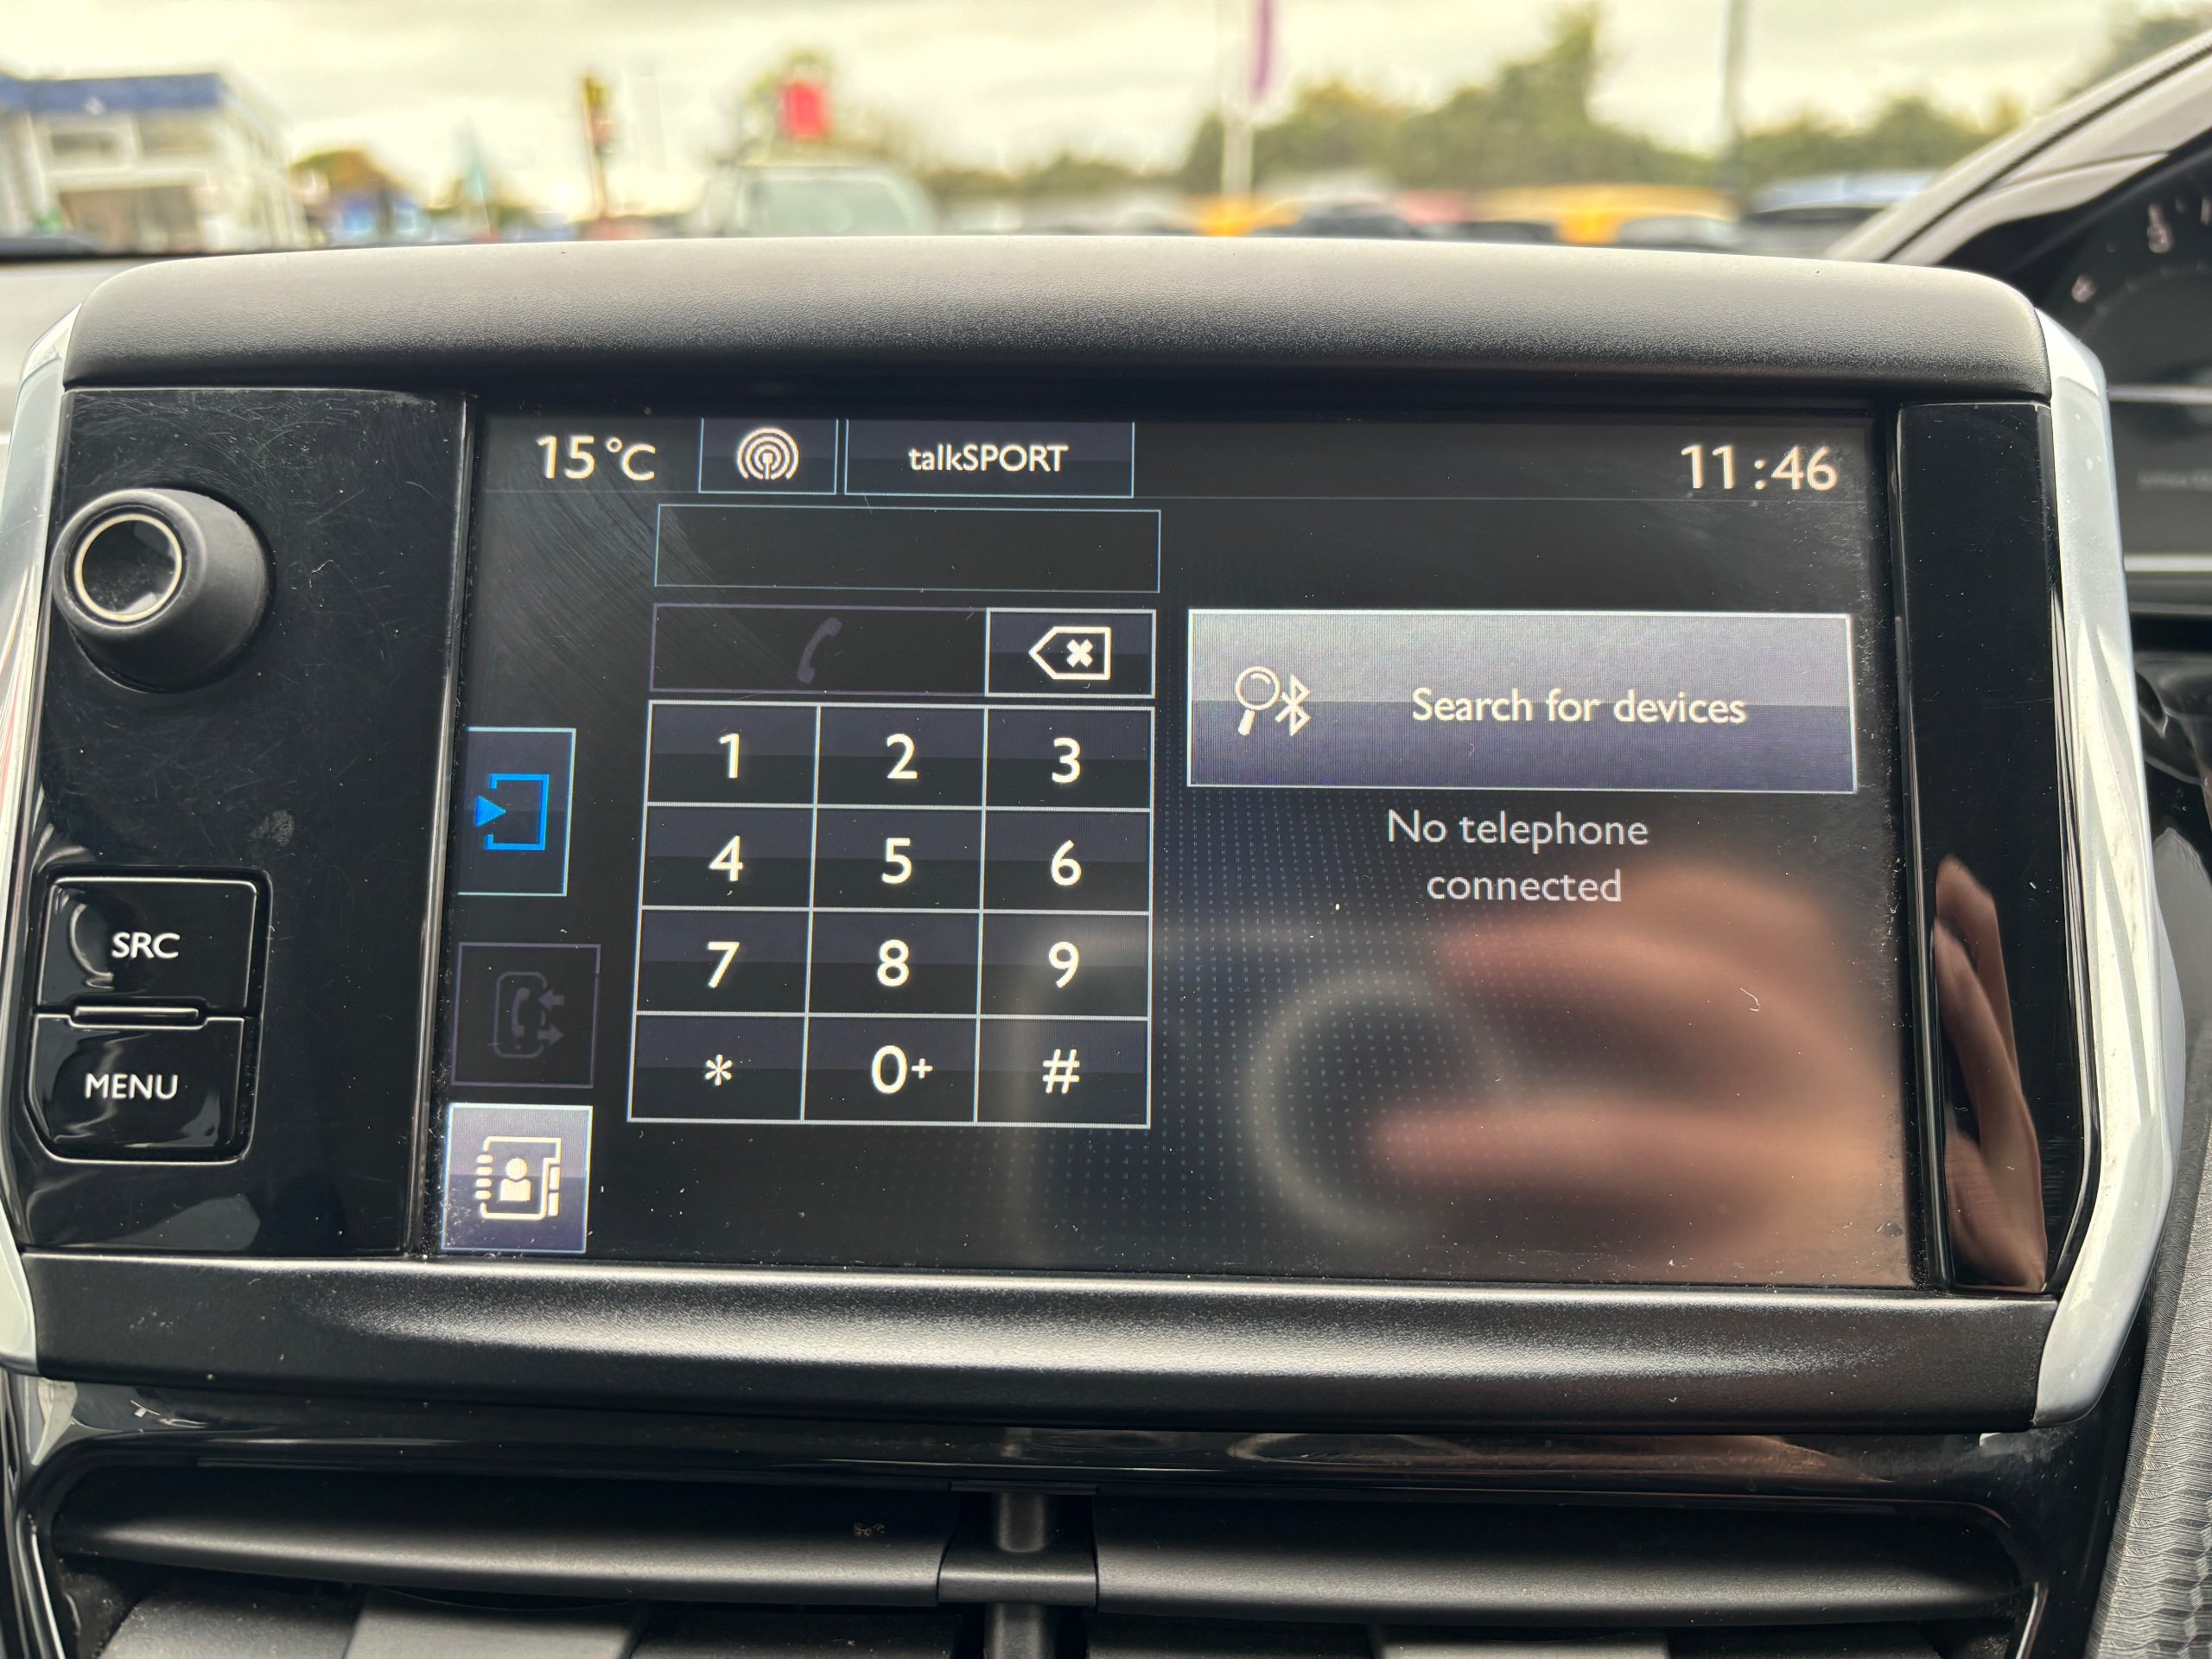 15°C
talkSPORT
11:46
Search for devices
No telephone
connected
1 2 3
4 5 6
7 8 9
* 0+ #
SRC
MENU